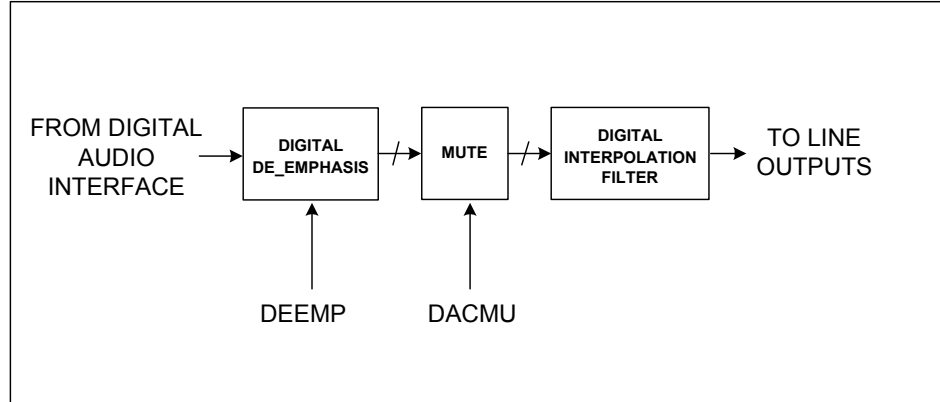 FROM DIGITAL
AUDIO
INTERFACE
DIGITAL
DE_EMPHASIS
MUTE
DIGITAL
INTERPOLATION
FILTER
TO LINE
OUTPUTS
DEEMP
DACMU